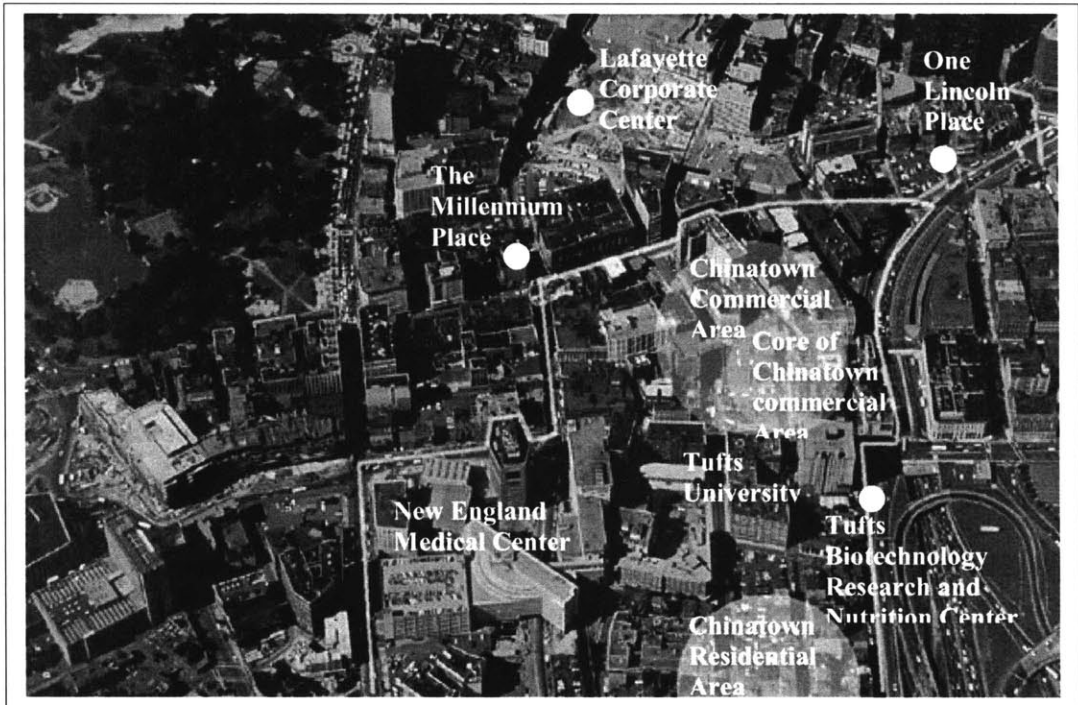 Lafayette
Corporate
Center
One
Lincoln
Place
The
Millennium
Place
Chinatown
Commercial
Area
Core of
Chinatown
commercial
Area
Tufts
University
New England
Medical Center
Tufts
Biotechnology
Research and
Nutrition Center
Chinatown
Residential
Area